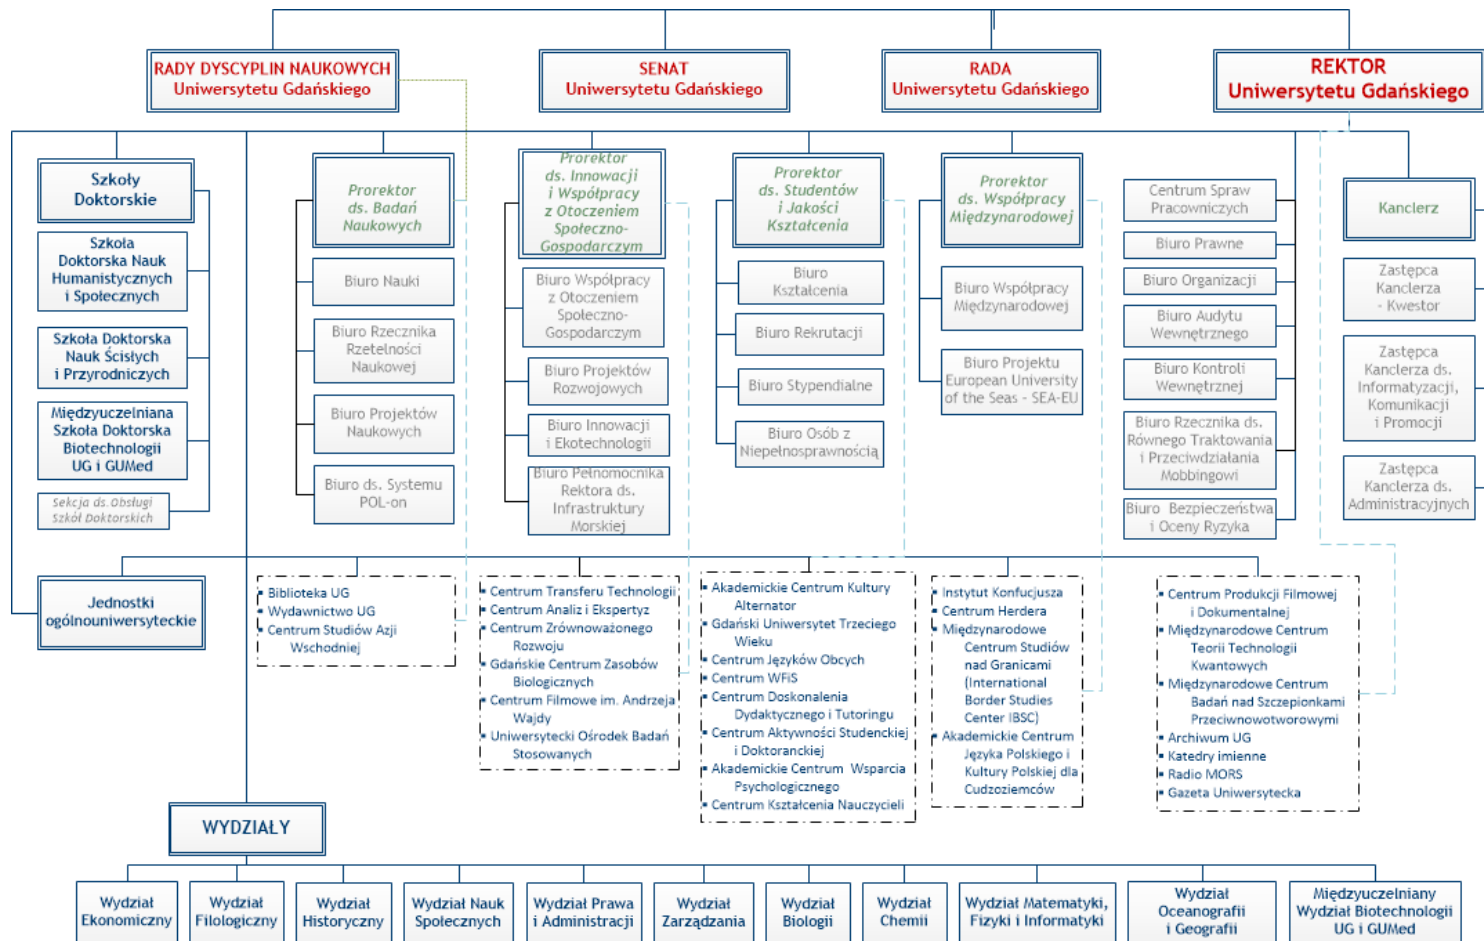 RADY DYSCYPLIN NAUKOWYCH
Uniwersytetu Gdańskiego
SENAT
Uniwersytetu Gdańskiego
RADA
Uniwersytetu Gdańskiego
REKTOR
Uniwersytetu Gdańskiego
Szkoły
Doktorskie
Szkoła
Doktorska Nauk
Humanistycznych
i Społecznych
Szkoła Doktorska
Nauk Ścisłych
i Przyrodniczych
Międzyuczelniana
Szkoła Doktorska
Biotechnologii
UG i GUMed
Sekcja ds.Obsługi
Szkół Doktorskich
Prorektor
ds. Badań
Naukowych
Biuro Nauki
Biuro Rzecznika
Rzetelności
Naukowej
Biuro Projektów
Naukowych
Biuro ds. Systemu
POL-on
Prorektor
ds. Innowacji
i Współpracy
z Otoczeniem
Społeczno-
Gospodarczym
Biuro Współpracy
z Otoczeniem
Społeczno-
Gospodarczym
Biuro Projektów
Rozwojowych
Biuro Innowacji
i Ekotechnologii
Biuro Pełnomocnika
Rektora ds.
Infrastruktury
Morskiej
Prorektor
ds. Studentów
i Jakości
Kształcenia
Biuro
Kształcenia
Biuro Rekrutacji
Biuro Stypendialne
Biuro Osób z
Niepełnosprawnością
Prorektor
ds. Współpracy
Międzynarodowej
Biuro Współpracy
Międzynarodowej
Biuro Projektu
European University
of the Seas - SEA-EU
Centrum Spraw
Pracowniczych
Biuro Prawne
Biuro Organizacji
Biuro Audytu
Wewnętrznego
Biuro Kontroli
Wewnętrznej
Biuro Rzecznika ds.
Równego Traktowania
i Przeciwdziałania
Mobbingowi
Biuro Bezpieczeństwa
i Oceny Ryzyka
Kanclerz
Zastępca
Kanclerza
- Kwestor
Zastępca
Kanclerza ds.
Informatyzacji,
Komunikacji
i Promocji
Zastępca
Kanclerza ds.
Administracyjnych
Jednostki
ogólnouniwersyteckie
▪ Biblioteka UG
▪ Wydawnictwo UG
▪ Centrum Studiów Azji
Wschodniej
▪ Centrum Transferu Technologii
▪ Centrum Analiz i Ekspertyz
▪ Centrum Zrównoważonego
Rozwoju
▪ Gdańskie Centrum Zasobów
Biologicznych
▪ Centrum Filmowe im. Andrzeja
Wajdy
▪ Uniwersytecki Ośrodek Badań
Stosowanych
▪ Akademickie Centrum Kultury
Alternator
▪ Gdański Uniwersytet Trzeciego
Wieku
▪ Centrum Języków Obcych
▪ Centrum WFiS
▪ Centrum Doskonalenia
Dydaktycznego i Tutoringu
▪ Centrum Aktywności Studenckiej
i Doktoranckiej
▪ Akademickie Centrum Wsparcia
Psychologicznego
▪ Centrum Kształcenia Nauczycieli
▪ Instytut Konfucjusza
▪ Centrum Herdera
▪ Międzynarodowe
Centrum Studiów
nad Granicami
(International
Border Studies
Center IBSC)
▪ Akademickie Centrum
Języka Polskiego i
Kultury Polskiej dla
Cudzoziemców
▪ Centrum Produkcji Filmowej
i Dokumentalnej
▪ Międzynarodowe Centrum
Teorii Technologii
Kwantowych
▪ Międzynarodowe Centrum
Badań nad Szczepionkami
Przeciwnowotworowymi
▪ Archiwum UG
▪ Katedry imienne
▪ Radio MORS
▪ Gazeta Uniwersytecka
WYDZIAŁY
Wydział
Ekonomiczny
Wydział
Filologiczny
Wydział
Historyczny
Wydział Nauk
Społecznych
Wydział Prawa
i Administracji
Wydział
Zarządzania
Wydział
Biologii
Wydział
Chemii
Wydział Matematyki,
Fizyki i Informatyki
Wydział
Oceanografii
i Geografii
Międzyuczelniany
Wydział Biotechnologii
UG i GUMed